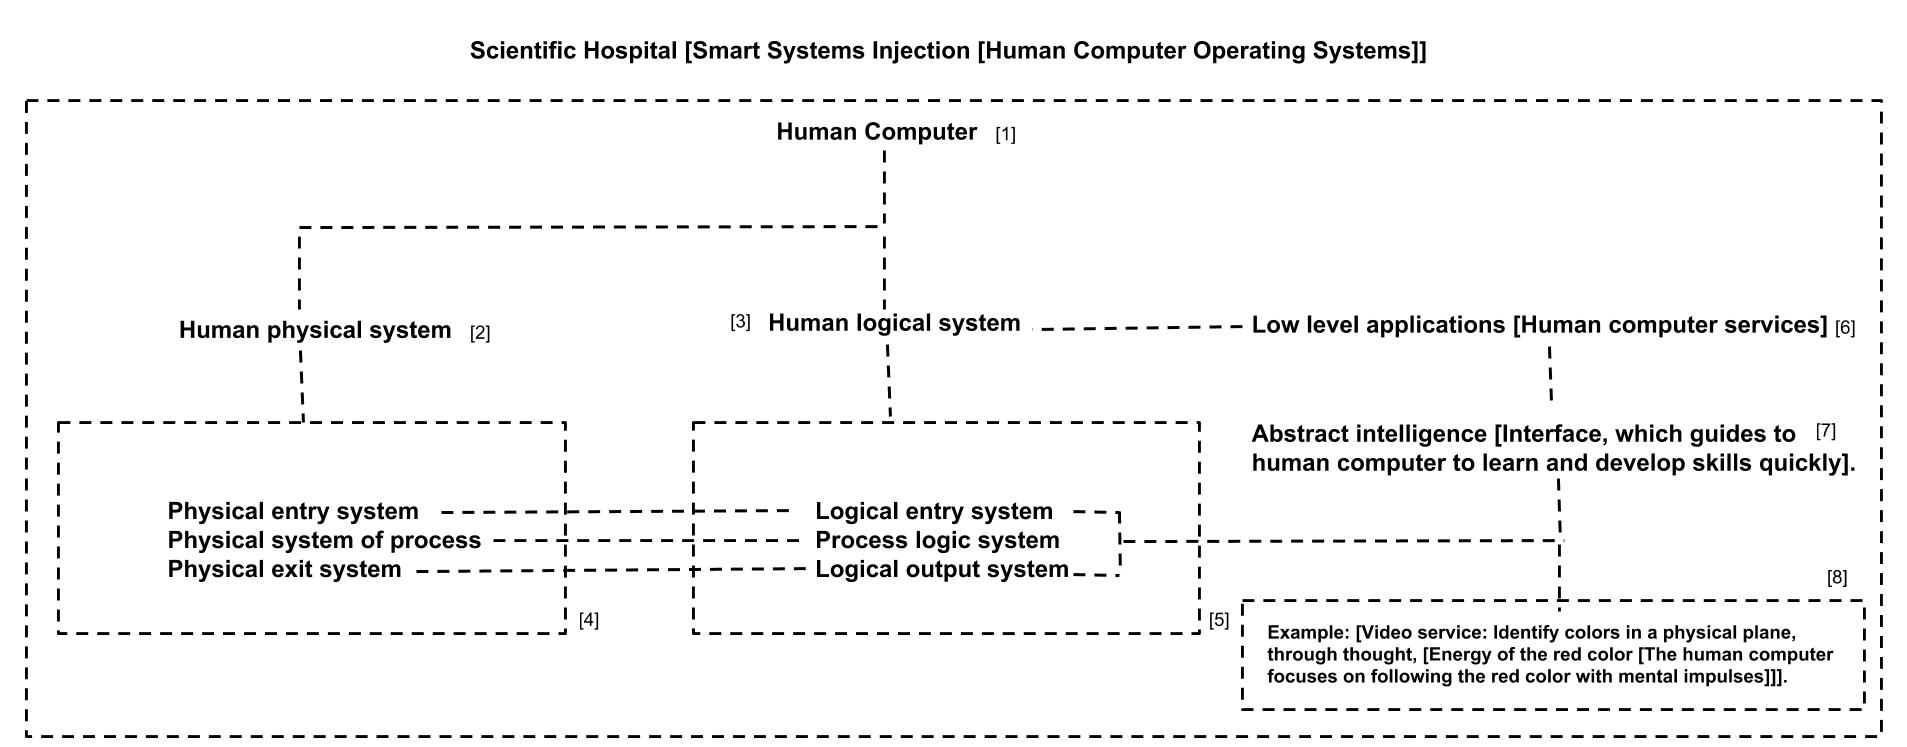 Scientific Hospital [Smart Systems Injection [Human Computer Operating Systems]]
Human Computer [1]
Human physical system [2]
[3] Human logical system
Low level applications [Human computer services] [6]
Abstract intelligence [Interface, which guides to [7]
human computer to learn and develop skills quickly].
Physical entry system
Physical system of process
Physical exit system
[4]
Logical entry system
Process logic system
Logical output system
[5]
[8]
Example: [Video service: Identify colors in a physical plane,
through thought, [Energy of the red color [The human computer
focuses on following the red color with mental impulses]]].